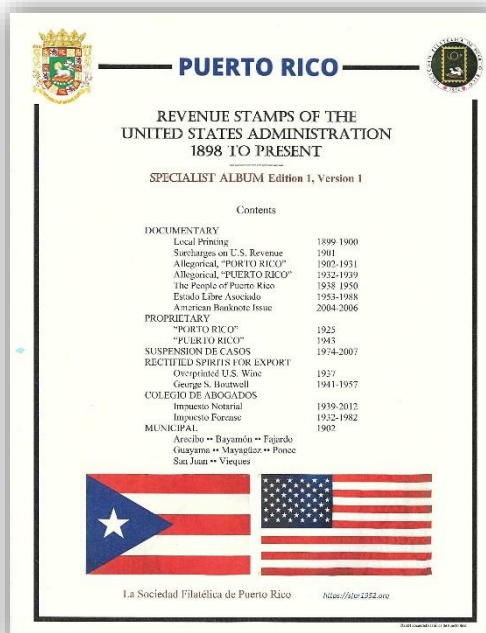 PUERTO RICO
REVENUE STAMPS OF THE
UNITED STATES ADMINISTRATION
1898 TO PRESENT
SPECIALIST ALBUM Edition 1, Version 1
Contents
DOCUMENTARY
Local Printing 1899-1900
Surcharges on U.S. Revenue 1901
Allegorical, "PORTO RICO" 1902-1931
Allegorical, "PUERTO RICO" 1932-1939
The People of Puerto Rico 1938-1950
Estado Libre Asociado 1953-1988
American Banknote Issue 2004-2006
PROPRIETARY
"PORTO RICO" 1925
"PUERTO RICO" 1943
SUSPENSION DE CASOS 1974-2007
RECTIFIED SPIRITS FOR EXPORT
Overprinted U.S. Wine 1937
George S. Boutwell 1941-1957
COLEGIO DE ABOGADOS
Impuesto Notarial 1939-2012
Impuesto Forense 1932-1982
MUNICIPAL 1902
Arecibo •• Bayamón •• Fajardo
Guayama •• Mayagüez •• Ponce
San Juan •• Vieques
La Sociedad Filatélica de Puerto Rico